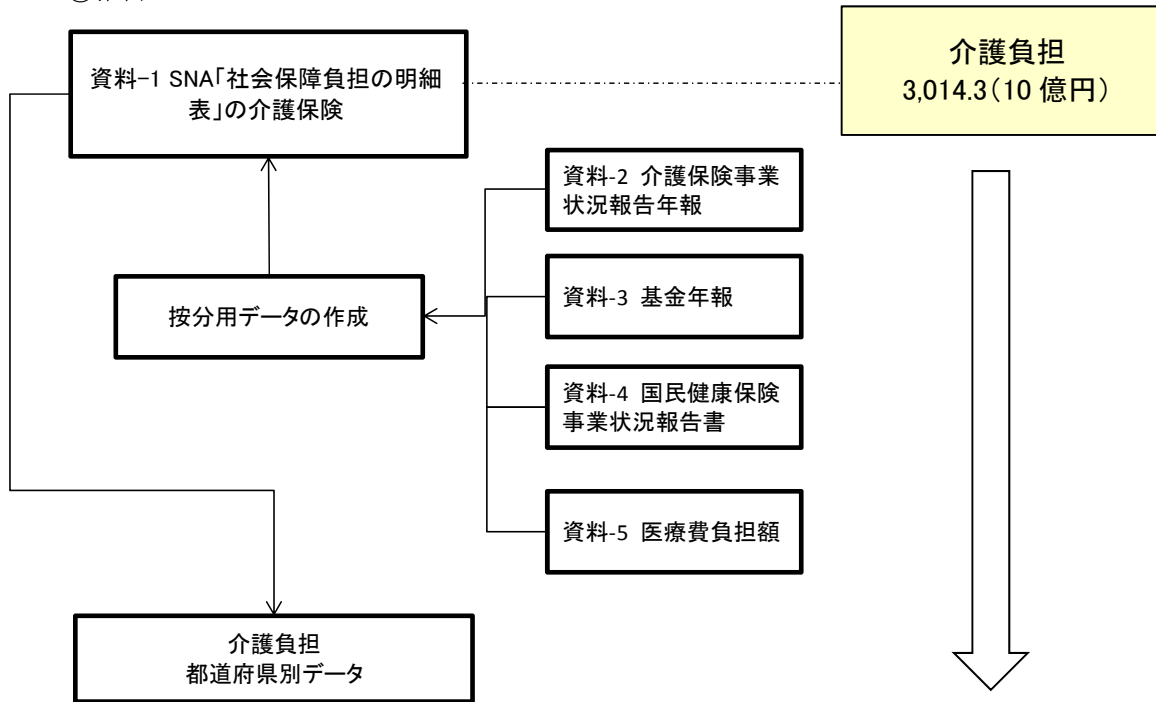 資料-1 SNA「社会保障負担の明細
表」の介護保険
介護負担
3,014.3(10 億円)
資料-2 介護保険事業
状況報告年報
資料-3 基金年報
按分用データの作成
資料-4 国民健康保険
事業状況報告書
資料-5 医療費負担額
介護負担
都道府県別データ